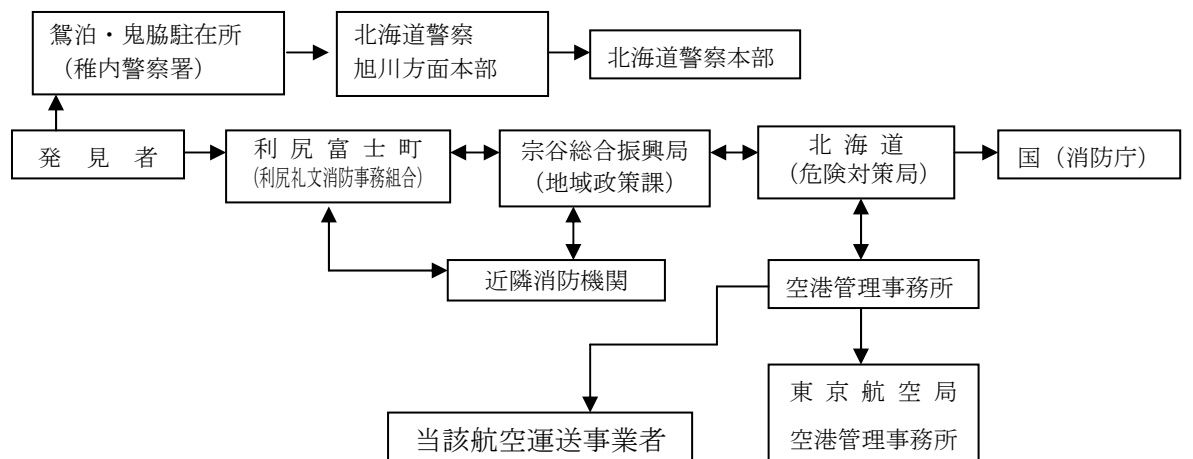 鴛泊・鬼脇駐在所
（稚内警察署）
北海道警察
旭川方面本部
北海道警察本部
発見者
利尻富士町
(利尻礼文消防事務組合)
宗谷総合振興局
（地域政策課）
北海道
（危険対策局）
国（消防庁）
近隣消防機関
空港管理事務所
当該航空運送事業者
東京航空局
空港管理事務所